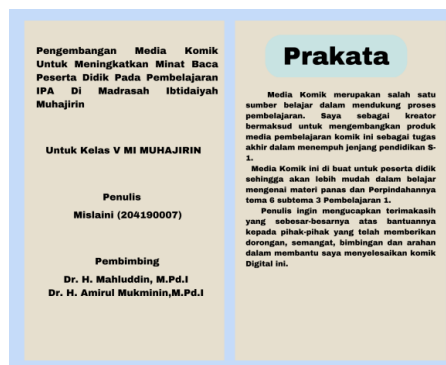 Pengembangan Media Komik
Untuk Meningkatkan Minat Baca
Peserta Didik Pada Pembelajaran
IPA Di Madrasah Ibtidaiyah
Muhajirin
Untuk Kelas V MI MUHAJIRIN
Penulis
Mislaini (204190007)
Pembimbing
Dr. H. Mahluddin, M.Pd.I
Dr. H. Amirul Mukminin,M.Pd.I
Prakata
Media Komik merupakan salah satu
sumber belajar dalam mendukung proses
pembelajaran. Saya sebagai kreator
bermaksud untuk mengembangkan produk
media pembelajaran komik ini sebagai tugas
akhir dalam menempuh jenjang pendidikan S-
1.
Media Komik ini di buat untuk peserta didik
sehingga akan lebih mudah dalam belajar
mengenai materi panas dan Perpindahannya
tema 6 subtema 3 Pembelajaran 1.
Penulis ingin mengucapkan terimakasih
yang sebesar-besarnya atas bantuannya
kepada pihak-pihak yang telah memberikan
dorongan, semangat, bimbingan dan arahan
dalam membantu saya menyelesaikan komik
Digital ini.